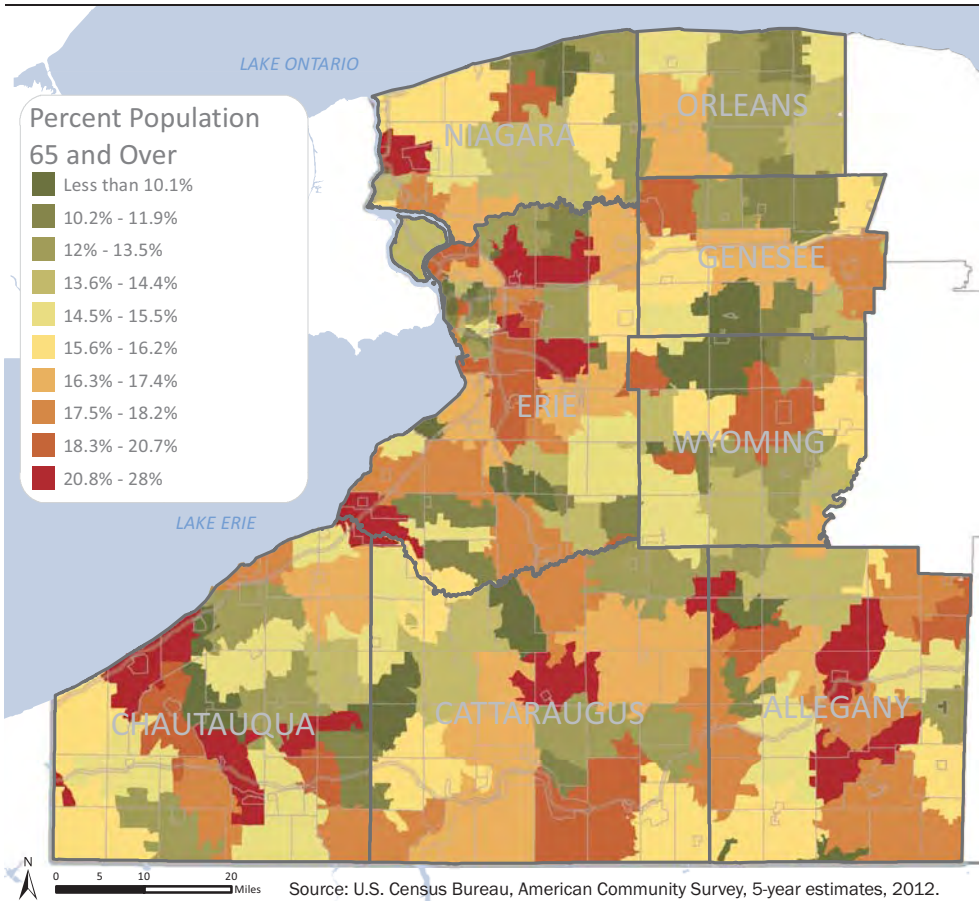 LAKE ONTARIO
Percent Population
65 and Over
Less than 10.1%
10.2% - 11.9%
12% - 13.5%
13.6% - 14.4%
14.5% - 15.5%
15.6% - 16.2%
16.3% - 17.4%
17.5% - 18.2%
18.3% - 20.7%
20.8% - 28%
NIAGARA
ORLEANS
GENESEE
ERIE
WYOMING
LAKE ERIE
CHAUTAUQUA
CATTARAUGUS
ALLEGANY
N
0 5 10 20
Miles
Source: U.S. Census Bureau, American Community Survey, 5-year estimates, 2012.